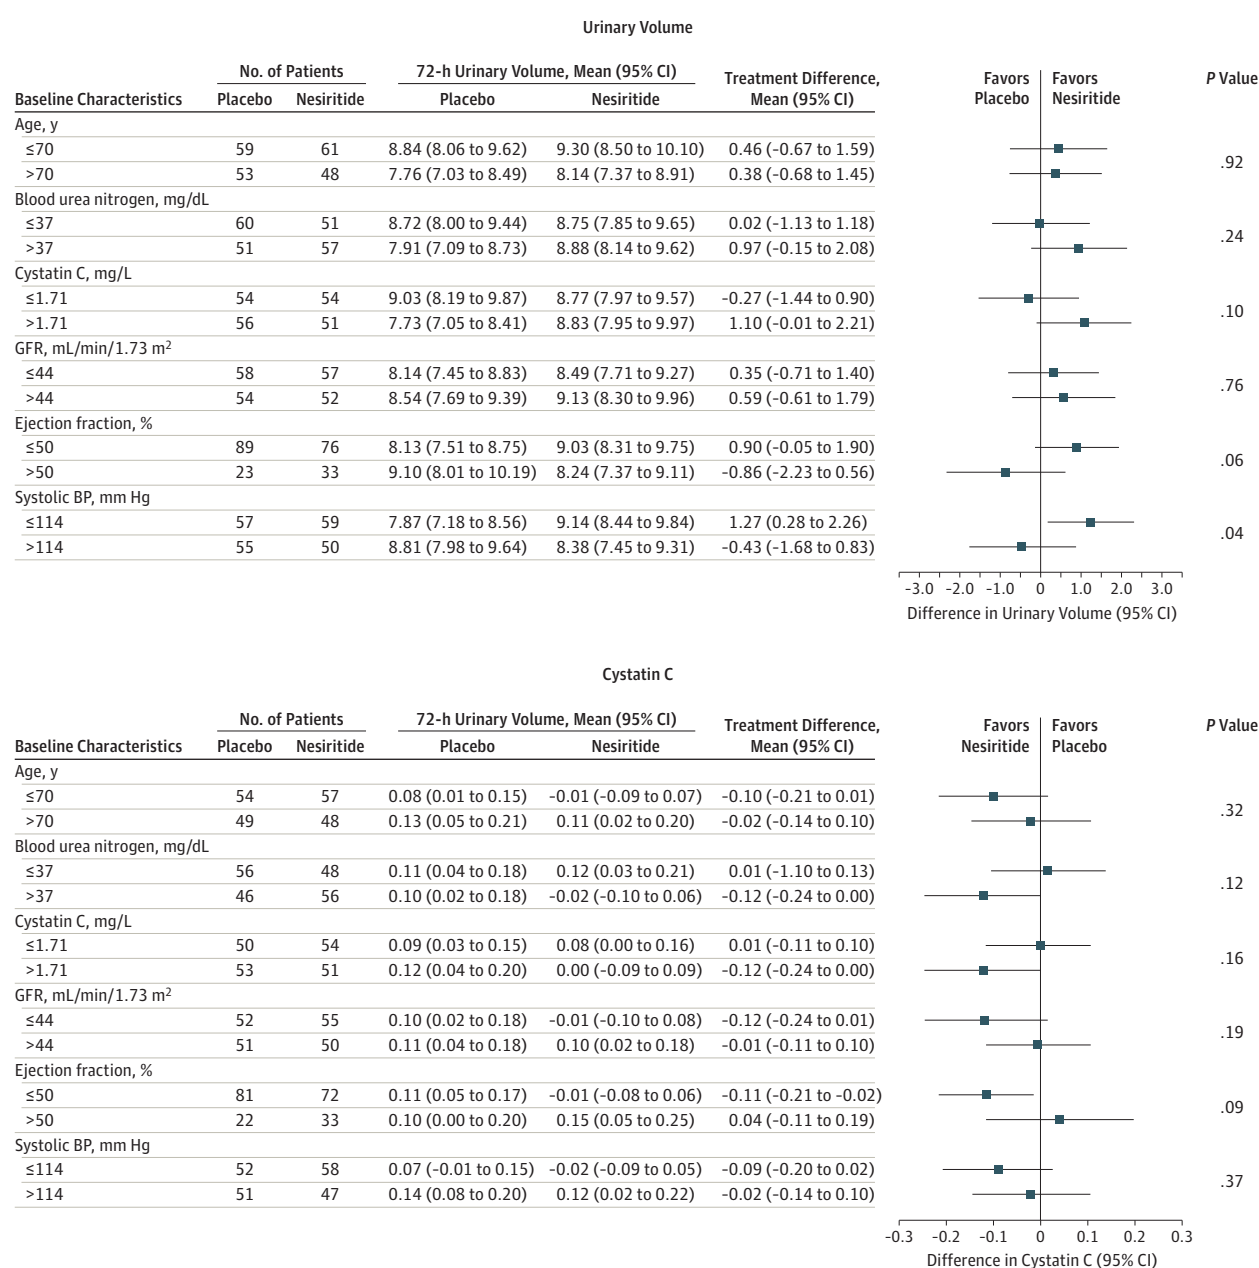 Urinary Volume
No. of Patients 72-h Urinary Volume, Mean (95% CI) Treatment Difference, Mean (95% CI) Favors Placebo Favors Nesiritide P Value
Baseline Characteristics Placebo Nesiritide Placebo Nesiritide
Age, y
≤70 59 61 8.84 (8.06 to 9.62) 9.30 (8.50 to 10.10) 0.46 (-0.67 to 1.59)
.92
>70 53 48 7.76 (7.03 to 8.49) 8.14 (7.37 to 8.91) 0.38 (-0.68 to 1.45)
Blood urea nitrogen, mg/dL
≤37 60 51 8.72 (8.00 to 9.44) 8.75 (7.85 to 9.65) 0.02 (-1.13 to 1.18)
.24
>37 51 57 7.91 (7.09 to 8.73) 8.88 (8.14 to 9.62) 0.97 (-0.15 to 2.08)
Cystatin C, mg/L
≤1.71 54 54 9.03 (8.19 to 9.87) 8.77 (7.97 to 9.57) -0.27 (-1.44 to 0.90)
.10
>1.71 56 51 7.73 (7.05 to 8.41) 8.83 (7.95 to 9.97) 1.10 (-0.01 to 2.21)
GFR, mL/min/1.73 m²
≤44 58 57 8.14 (7.45 to 8.83) 8.49 (7.71 to 9.27) 0.35 (-0.71 to 1.40)
.76
>44 54 52 8.54 (7.69 to 9.39) 9.13 (8.30 to 9.96) 0.59 (-0.61 to 1.79)
Ejection fraction, %
≤50 89 76 8.13 (7.51 to 8.75) 9.03 (8.31 to 9.75) 0.90 (-0.05 to 1.90)
.06
>50 23 33 9.10 (8.01 to 10.19) 8.24 (7.37 to 9.11) -0.86 (-2.23 to 0.56)
Systolic BP, mm Hg
≤114 57 59 7.87 (7.18 to 8.56) 9.14 (8.44 to 9.84) 1.27 (0.28 to 2.26)
.04
>114 55 50 8.81 (7.98 to 9.64) 8.38 (7.45 to 9.31) -0.43 (-1.68 to 0.83)
-3.0 -2.0 -1.0 0 1.0 2.0 3.0
Difference in Urinary Volume (95% CI)
Cystatin C
No. of Patients 72-h Urinary Volume, Mean (95% CI) Treatment Difference, Mean (95% CI) Favors Nesiritide Favors Placebo P Value
Baseline Characteristics Placebo Nesiritide Placebo Nesiritide
Age, y
≤70 54 57 0.08 (0.01 to 0.15) -0.01 (-0.09 to 0.07) -0.10 (-0.21 to 0.01)
.32
>70 49 48 0.13 (0.05 to 0.21) 0.11 (0.02 to 0.20) -0.02 (-0.14 to 0.10)
Blood urea nitrogen, mg/dL
≤37 56 48 0.11 (0.04 to 0.18) 0.12 (0.03 to 0.21) 0.01 (-1.10 to 0.13)
.12
>37 46 56 0.10 (0.02 to 0.18) -0.02 (-0.10 to 0.06) -0.12 (-0.24 to 0.00)
Cystatin C, mg/L
≤1.71 50 54 0.09 (0.03 to 0.15) 0.08 (0.00 to 0.16) 0.01 (-0.11 to 0.10)
.16
>1.71 53 51 0.12 (0.04 to 0.20) 0.00 (-0.09 to 0.09) -0.12 (-0.24 to 0.00)
GFR, mL/min/1.73 m²
≤44 52 55 0.10 (0.02 to 0.18) -0.01 (-0.10 to 0.08) -0.12 (-0.24 to 0.01)
.19
>44 51 50 0.11 (0.04 to 0.18) 0.10 (0.02 to 0.18) -0.01 (-0.11 to 0.10)
Ejection fraction, %
≤50 81 72 0.11 (0.05 to 0.17) -0.01 (-0.08 to 0.06) -0.11 (-0.21 to -0.02)
.09
>50 22 33 0.10 (0.00 to 0.20) 0.15 (0.05 to 0.25) 0.04 (-0.11 to 0.19)
Systolic BP, mm Hg
≤114 52 58 0.07 (-0.01 to 0.15) -0.02 (-0.09 to 0.05) -0.09 (-0.20 to 0.02)
.37
>114 51 47 0.14 (0.08 to 0.20) 0.12 (0.02 to 0.22) -0.02 (-0.14 to 0.10)
-0.3 -0.2 -0.1 0 0.1 0.2 0.3
Difference in Cystatin C (95% CI)